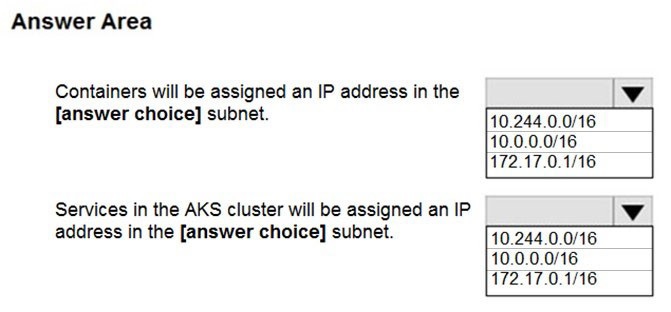 Answer Area
Containers will be assigned an IP address in the
[answer choice] subnet.
10.244.0.0/16
10.0.0.0/16
172.17.0.1/16
Services in the AKS cluster will be assigned an IP
address in the [answer choice] subnet.
10.244.0.0/16
10.0.0.0/16
172.17.0.1/16